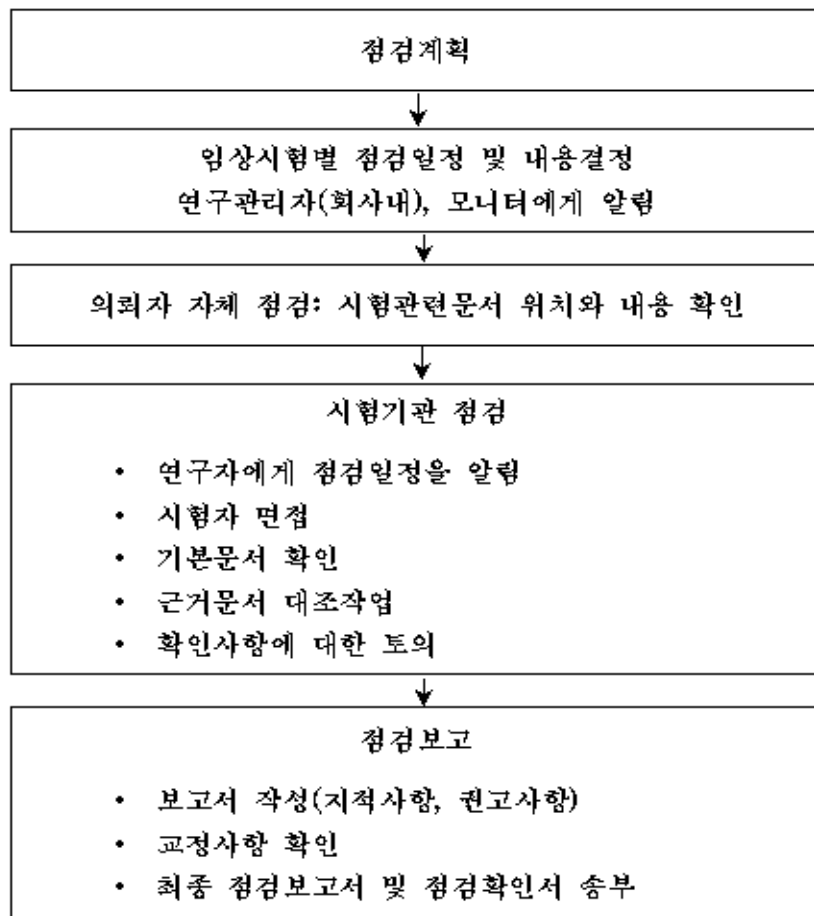 점검계획
임상시험별 점검일정 및 내용결정
연구관리자(회사내), 모니터에게 알림
의뢰자 자체 점검: 시험관련문서 위치와 내용 확인
시험기관 점검
• 연구자에게 점검일정을 알림
• 시험자 면접
• 기본문서 확인
• 근거문서 대조작업
• 확인사항에 대한 토의
점검보고
• 보고서 작성(지적사항, 권고사항)
• 교정사항 확인
• 최종 점검보고서 및 점검확인서 송부